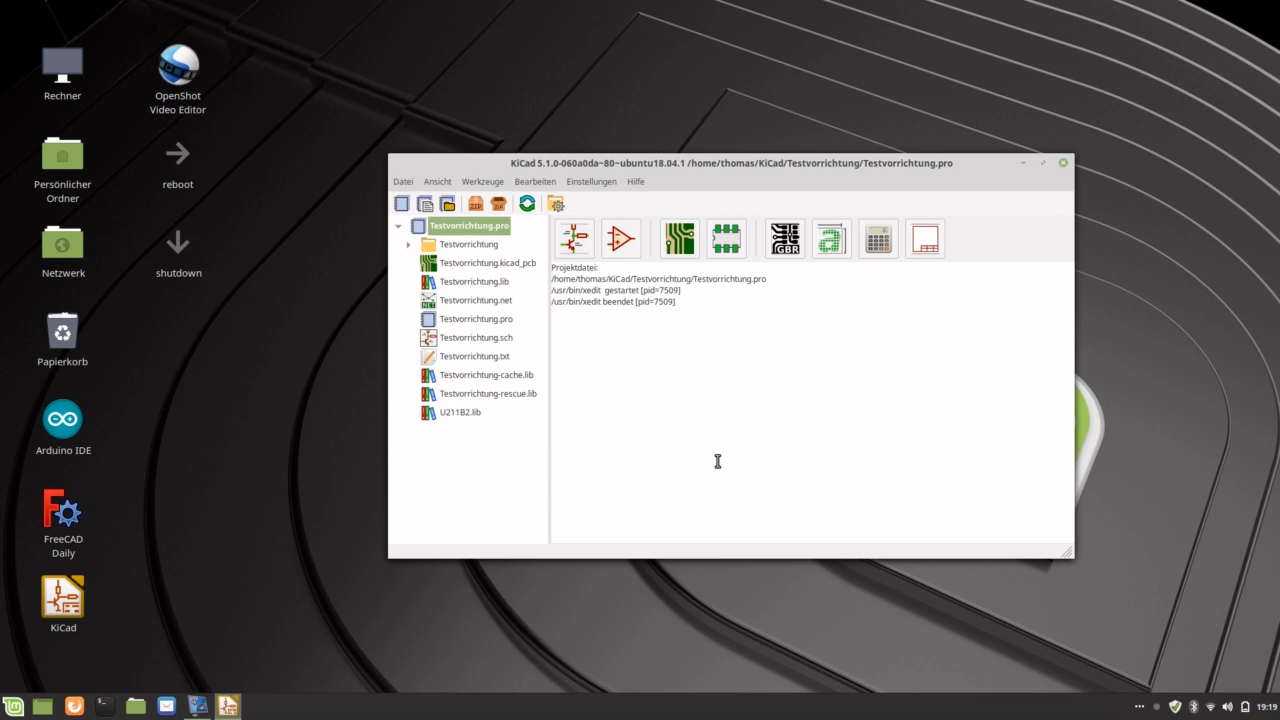 Rechner
OpenShot
Video Editor
Persönlicher
Ordner
reboot
Netzwerk
shutdown
Papierkorb
Arduino IDE
FreeCAD
Daily
KiCad
KiCad 5.1.0-060a0da~80~ubuntu18.04.1 /home/thomas/KiCad/Testvorrichtung/Testvorrichtung.pro
Datei Ansicht Werkzeuge Bearbeiten Einstellungen Hilfe
ZIP ZIP
Testvorrichtung.pro
Testvorrichtung
Testvorrichtung.kicad_pcb
Testvorrichtung.lib
NET
Testvorrichtung.net
Testvorrichtung.pro
Testvorrichtung.sch
Testvorrichtung.txt
Testvorrichtung-cache.lib
Testvorrichtung-rescue.lib
U211B2.lib
GBR a
Projektdatei:
/home/thomas/KiCad/Testvorrichtung/Testvorrichtung.pro
/usr/bin/xedit gestartet [pid=7509]
/usr/bin/xedit beendet [pid=7509]
19:19